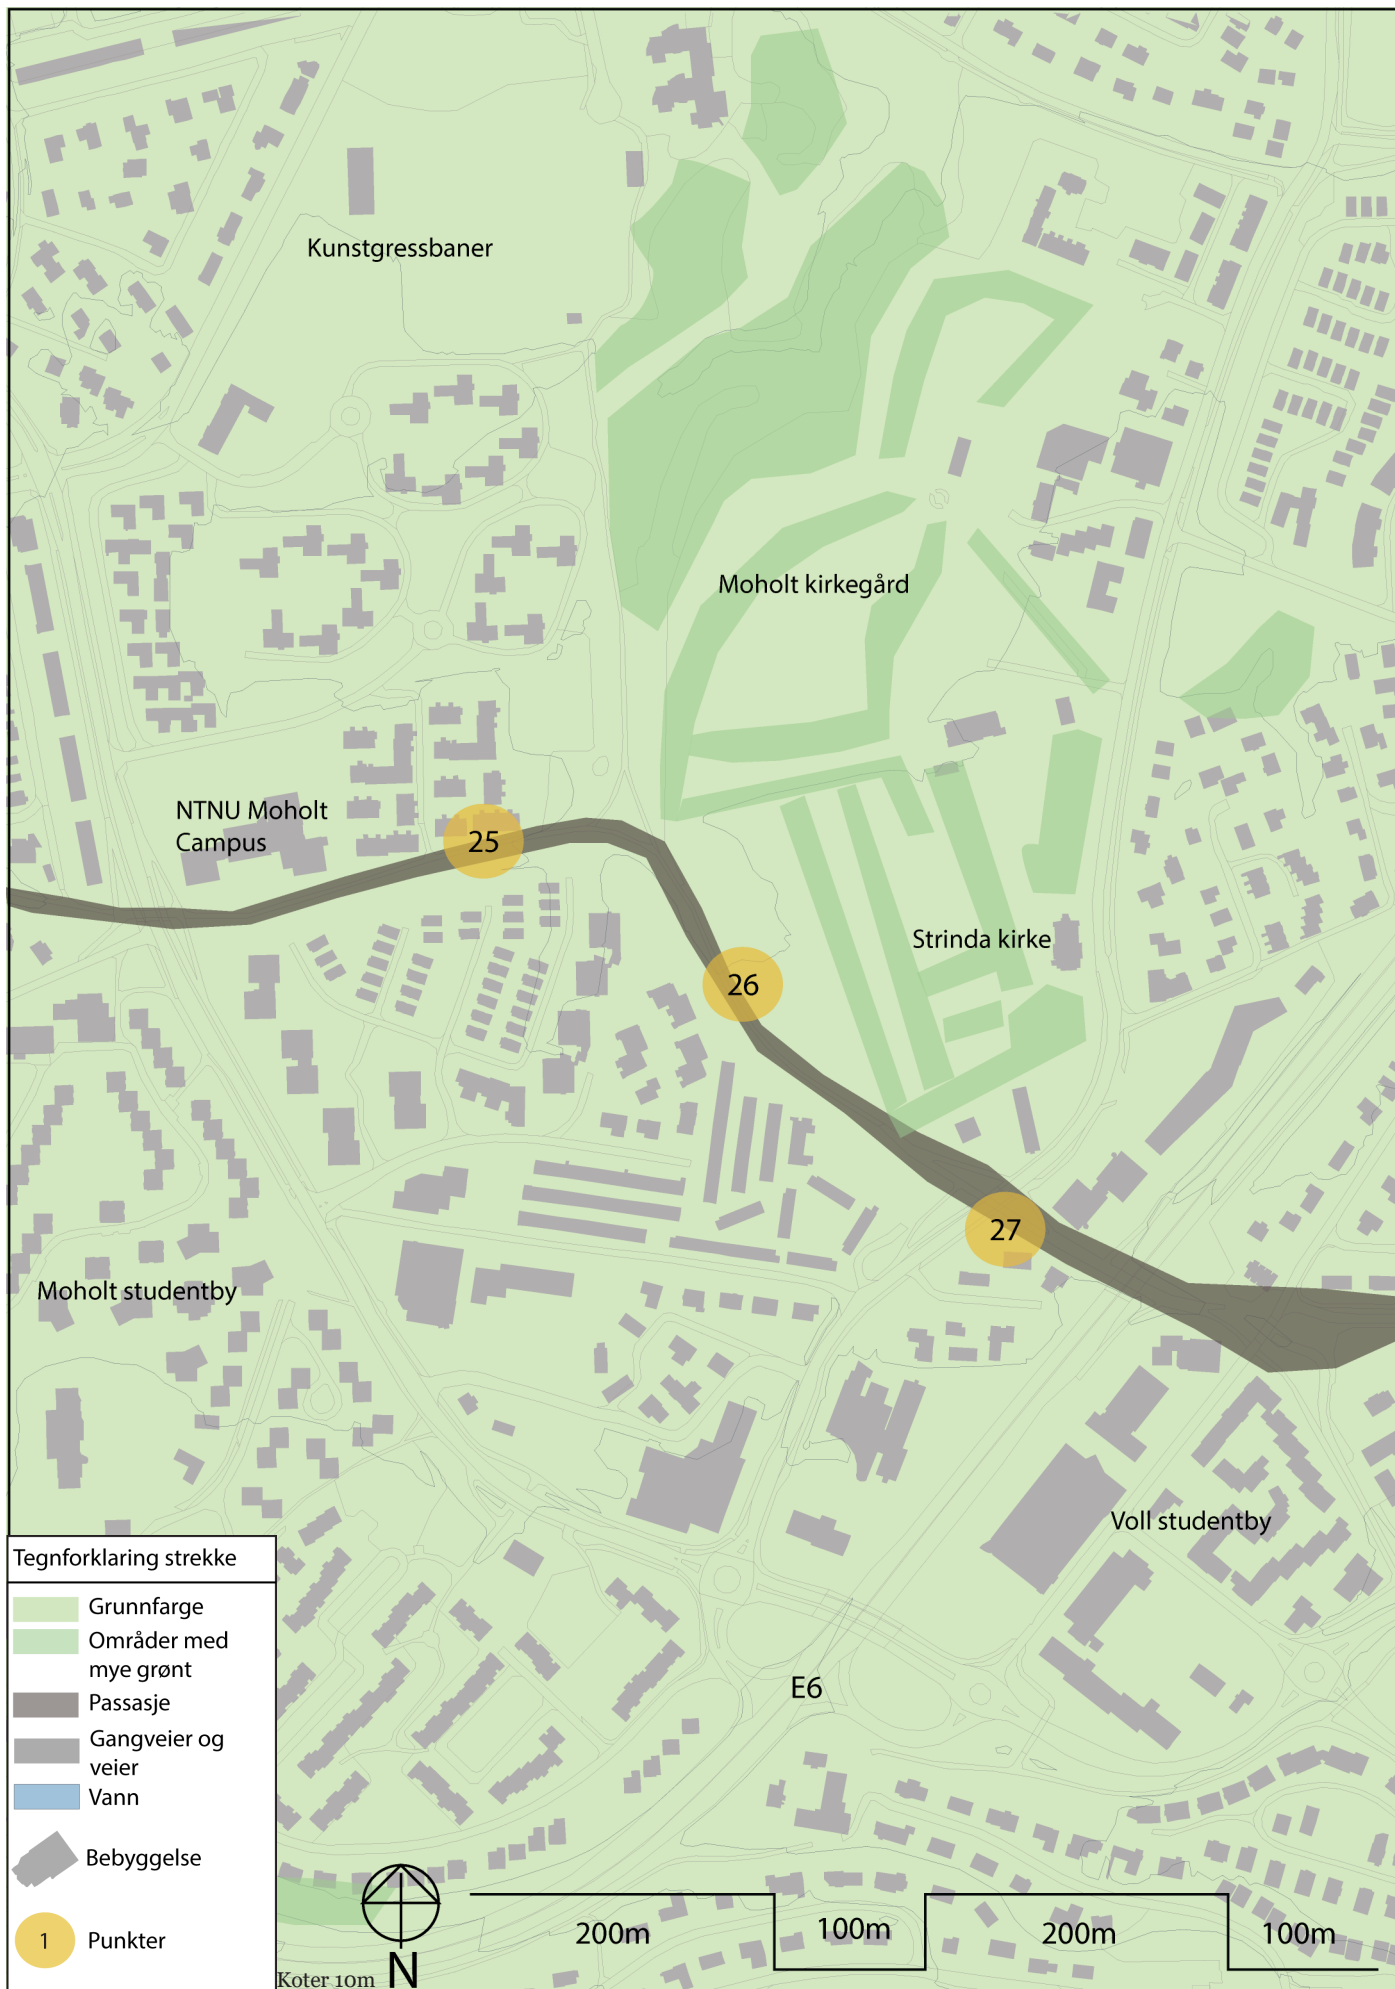 Kunstgressbaner
Moholt kirkegård
NTNU Moholt
Campus
25
Strinda kirke
26
27
Moholt studentby
Voll studentby
E6
Tegnforklaring strekke
Grunnfarge
Områder med
mye grønt
Passasje
Gangveier og
veier
Vann
Bebyggelse
1
Punkter
Koter 10m
N
200m
100m
200m
100m